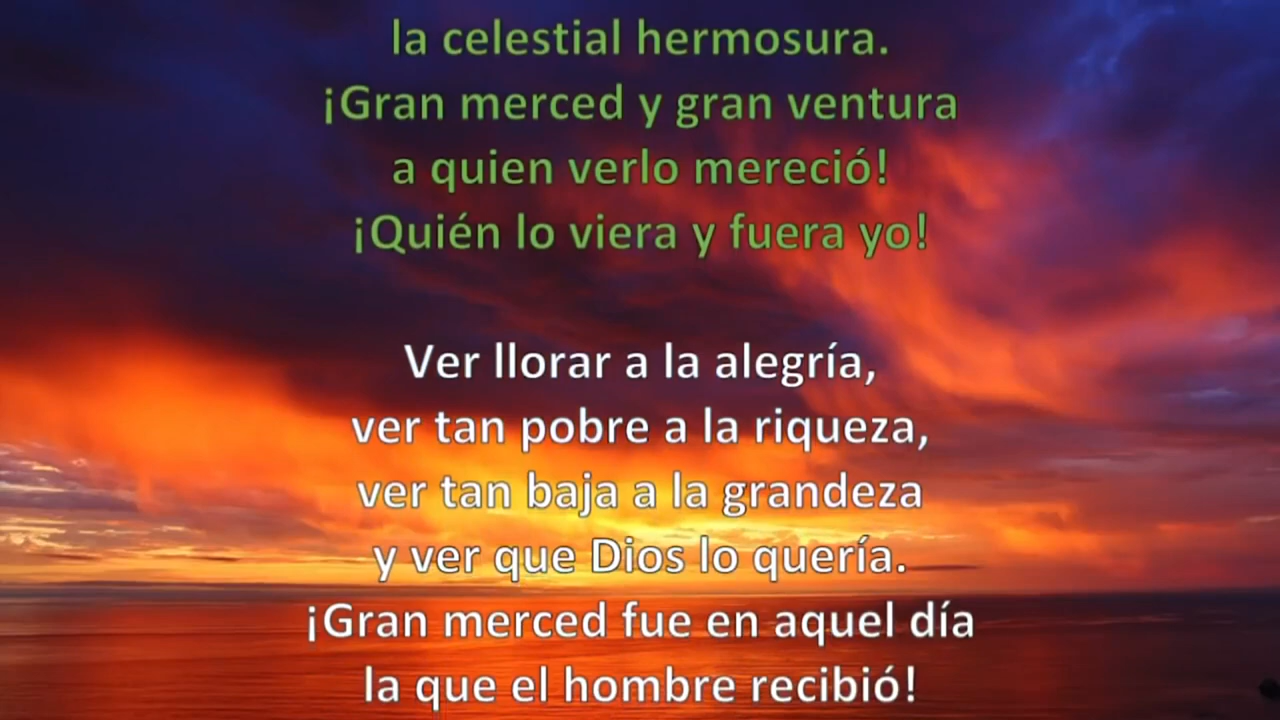 la celestial hermosura.
¡Gran merced y gran ventura
a quien verlo mereció!
¡Quién lo viera y fuera yo!
Ver llorar a la alegría,
ver tan pobre a la riqueza,
ver tan baja a la grandeza
y ver que Dios lo quería.
¡Gran merced fue en aquel día
la que el hombre recibió!